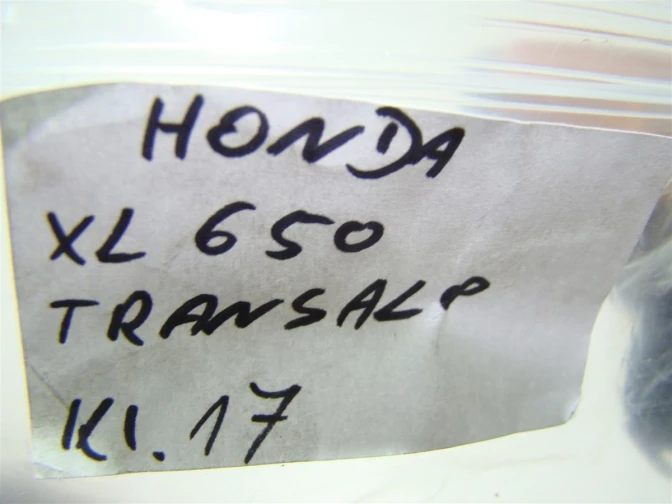 HONDA
XL 650
TRANSALP
Kl. 17